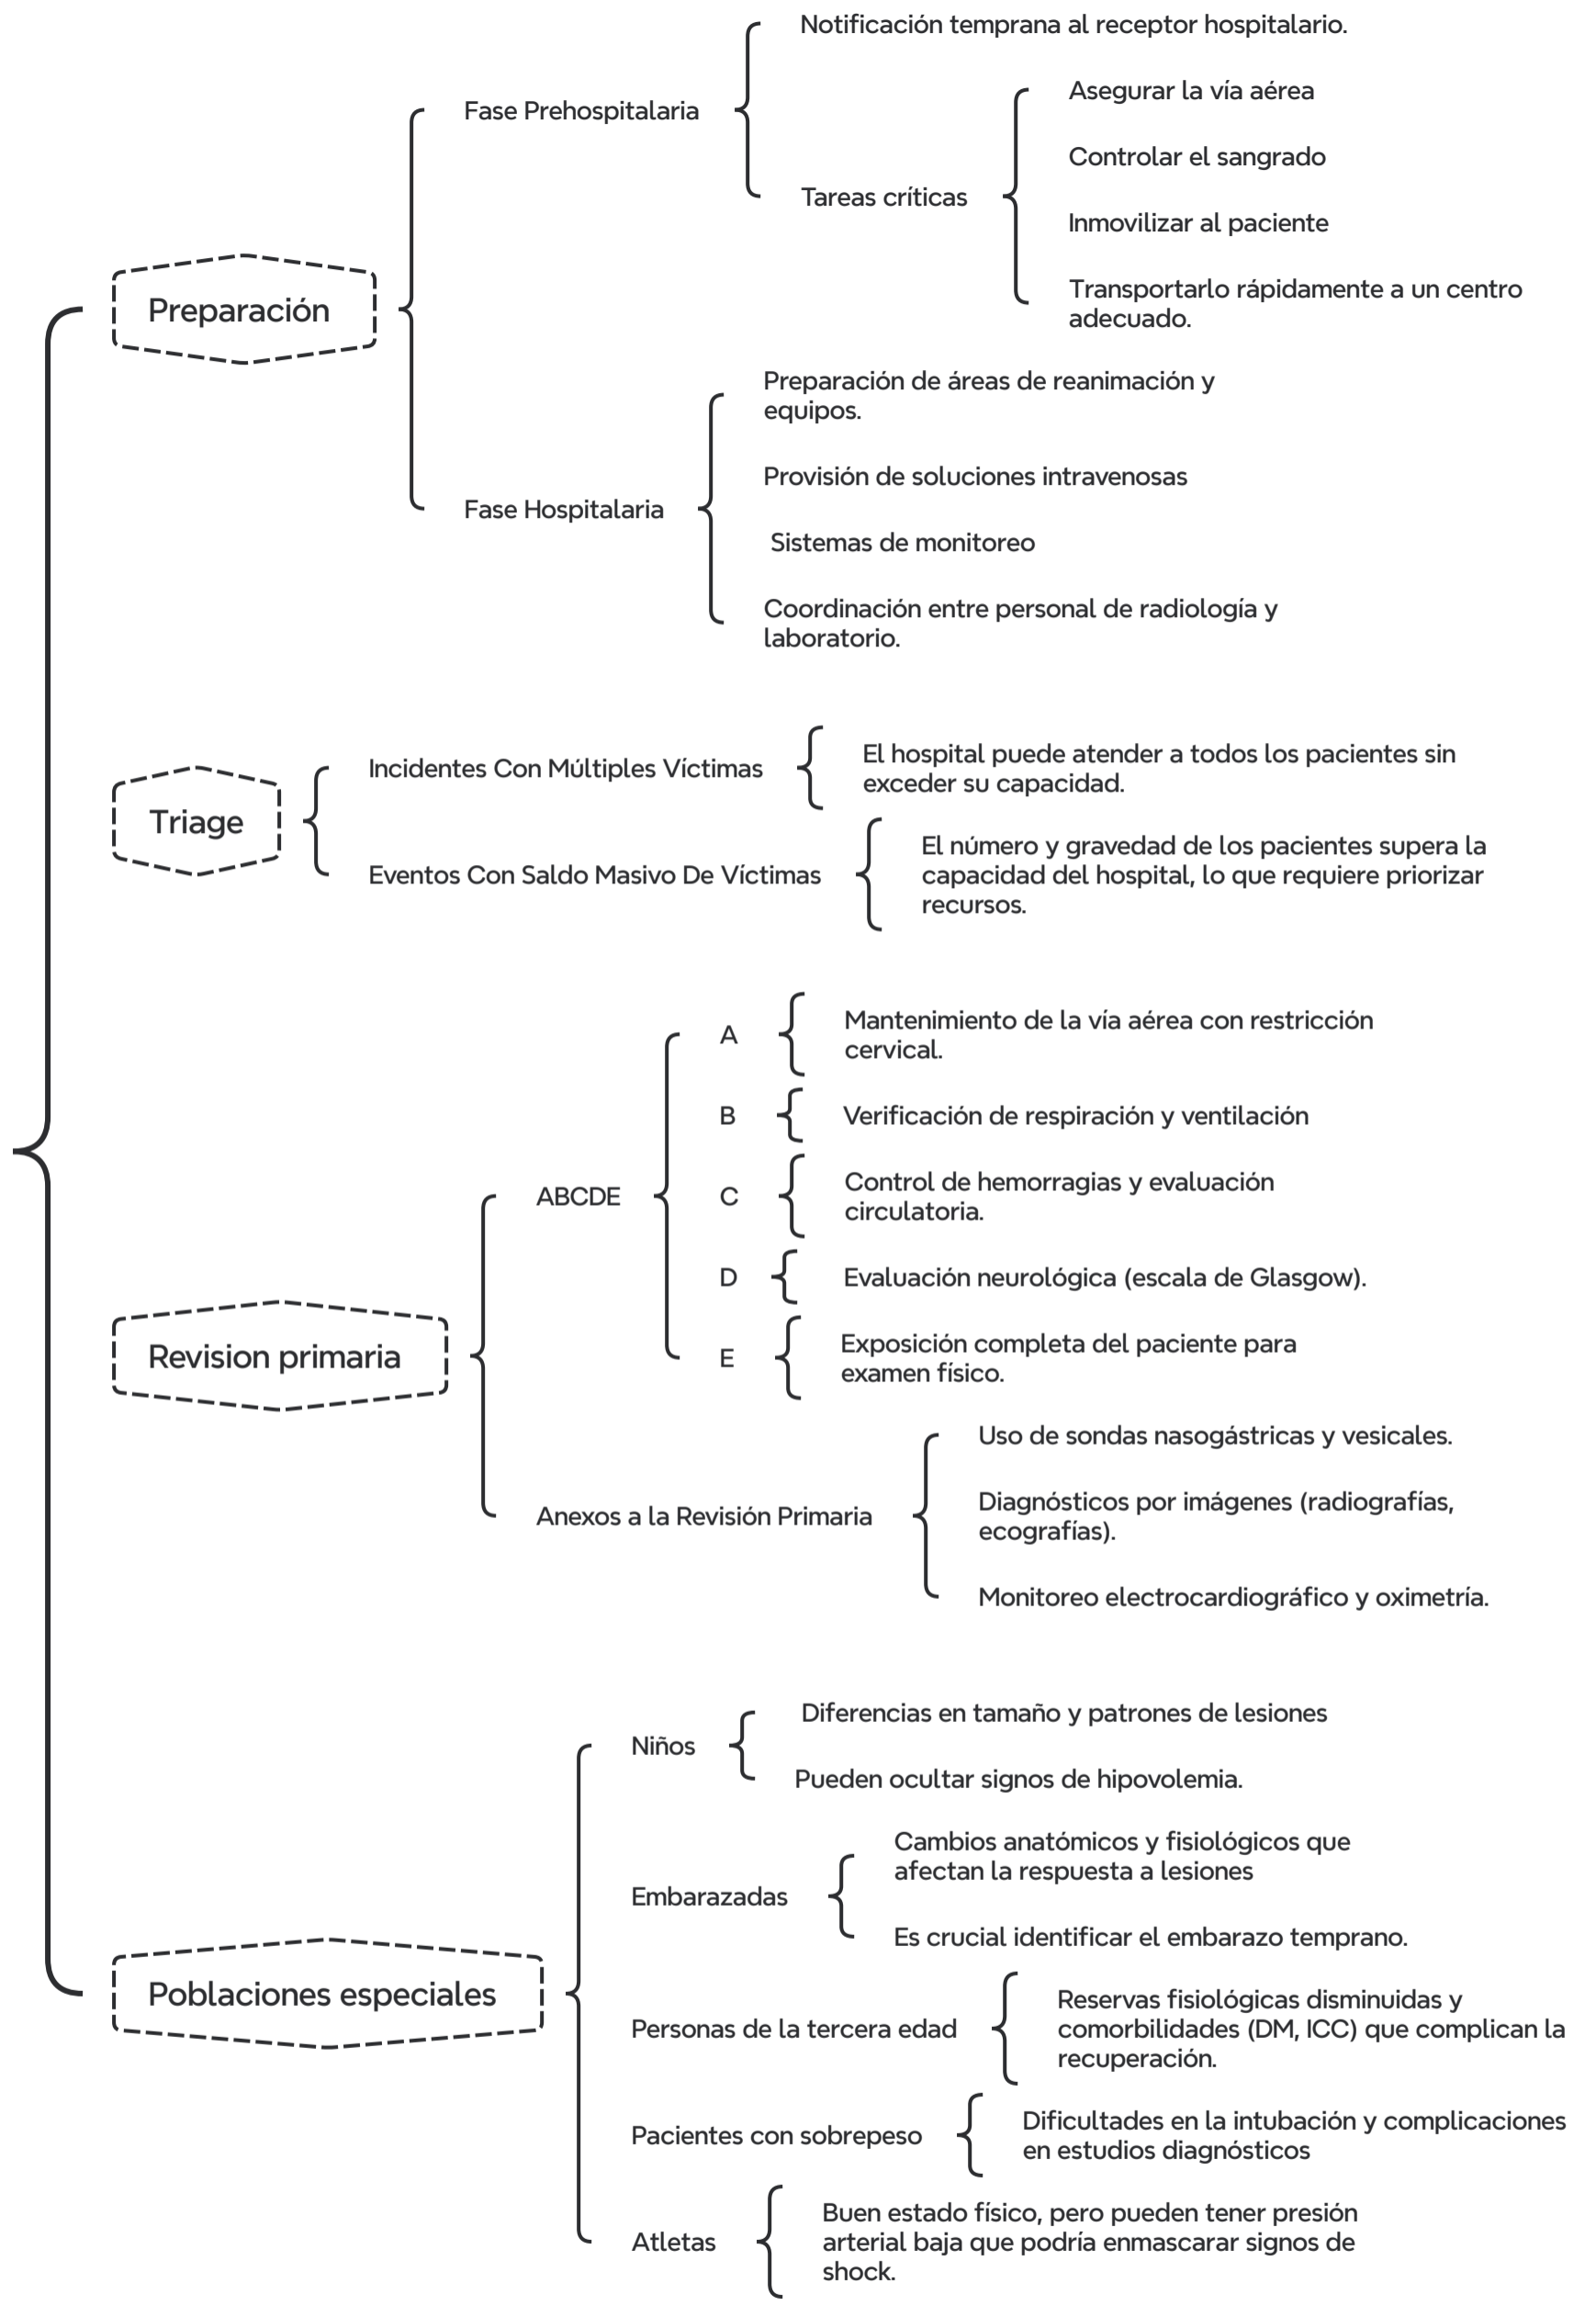 Preparación
Fase Prehospitalaria
Notificación temprana al receptor hospitalario.
Tareas críticas
Asegurar la vía aérea
Controlar el sangrado
Inmovilizar al paciente
Transportarlo rápidamente a un centro
adecuado.
Fase Hospitalaria
Preparación de áreas de reanimación y
equipos.
Provisión de soluciones intravenosas
Sistemas de monitoreo
Coordinación entre personal de radiología y
laboratorio.
Triage
Incidentes Con Múltiples Víctimas
El hospital puede atender a todos los pacientes sin
exceder su capacidad.
Eventos Con Saldo Masivo De Víctimas
El número y gravedad de los pacientes supera la
capacidad del hospital, lo que requiere priorizar
recursos.
Revision primaria
ABCDE
A
Mantenimiento de la vía aérea con restricción
cervical.
B
Verificación de respiración y ventilación
C
Control de hemorragias y evaluación
circulatoria.
D
Evaluación neurológica (escala de Glasgow).
E
Exposición completa del paciente para
examen físico.
Anexos a la Revisión Primaria
Uso de sondas nasogástricas y vesicales.
Diagnósticos por imágenes (radiografías,
ecografías).
Monitoreo electrocardiográfico y oximetría.
Poblaciones especiales
Niños
Diferencias en tamaño y patrones de lesiones
Pueden ocultar signos de hipovolemia.
Embarazadas
Cambios anatómicos y fisiológicos que
afectan la respuesta a lesiones
Es crucial identificar el embarazo temprano.
Personas de la tercera edad
Reservas fisiológicas disminuidas y
comorbilidades (DM, ICC) que complican la
recuperación.
Pacientes con sobrepeso
Dificultades en la intubación y complicaciones
en estudios diagnósticos
Atletas
Buen estado físico, pero pueden tener presión
arterial baja que podría enmascarar signos de
shock.